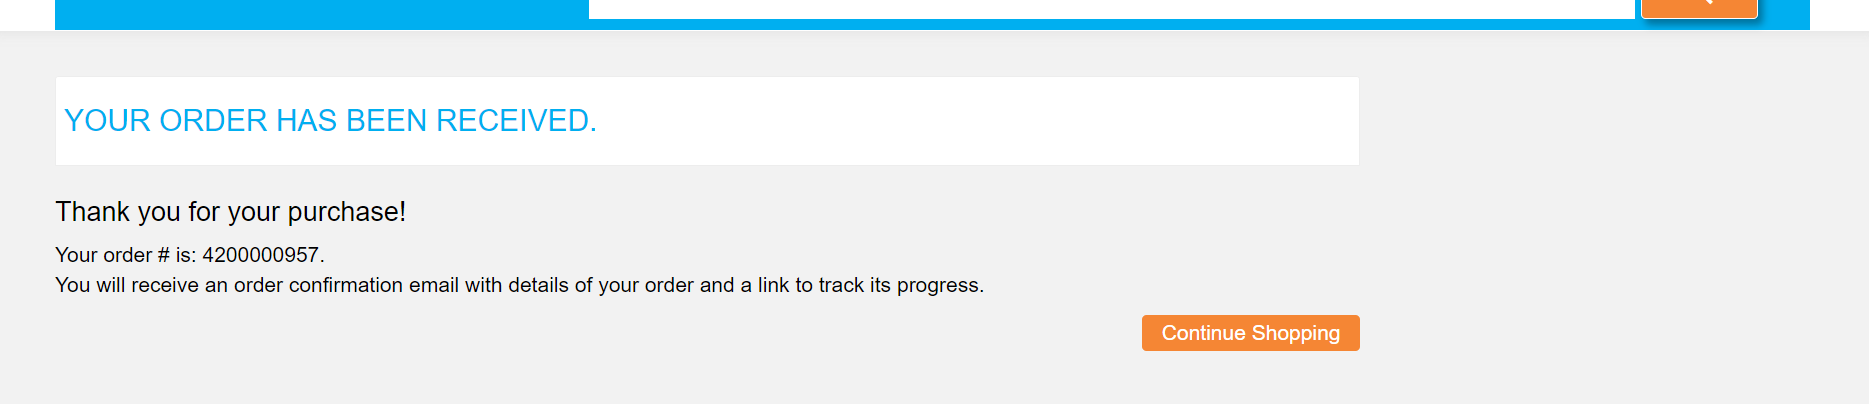 YOUR ORDER HAS BEEN RECEIVED.
Thank you for your purchase!
Your order # is: 4200000957.
You will receive an order confirmation email with details of your order and a link to track its progress.
Continue Shopping